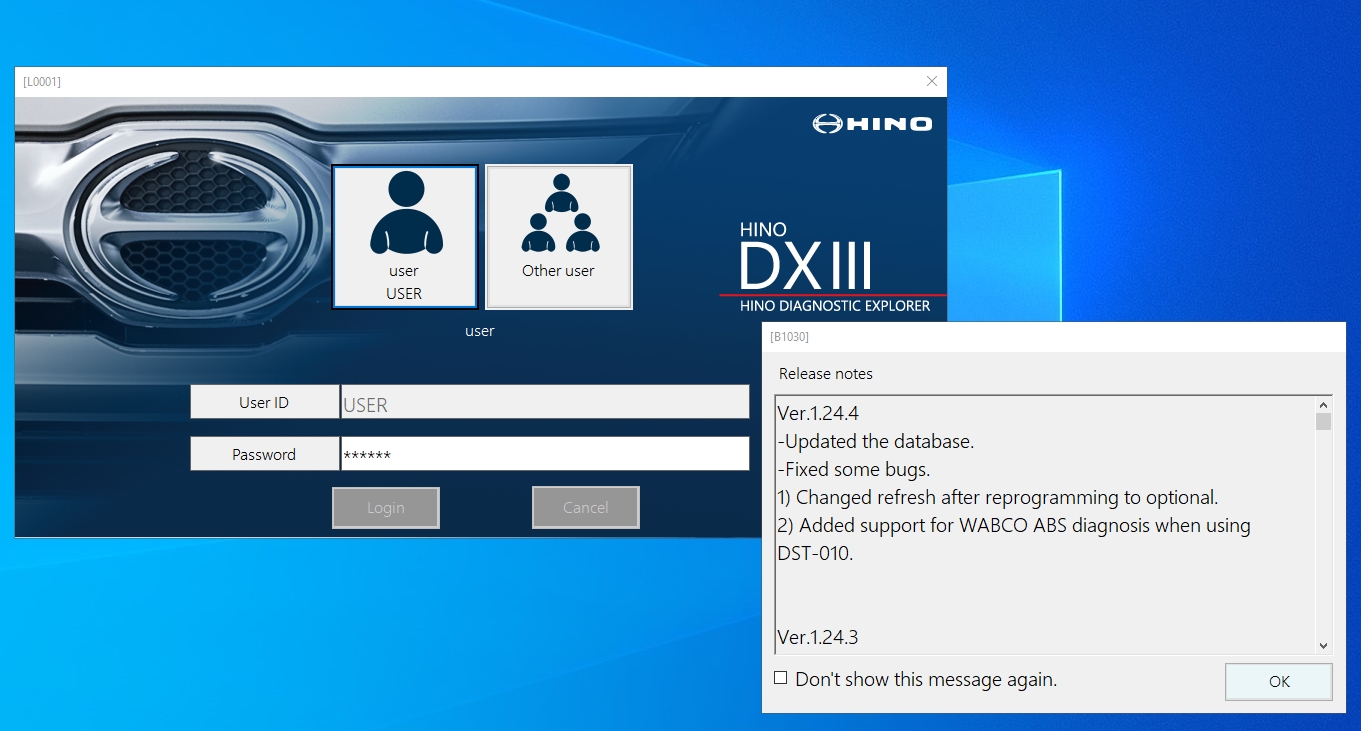 [L0001]
HINO
user
USER
Other user
user
HINO
DX III
HINO DIAGNOSTIC EXPLORER
User ID
USER
Password
******
Login
Cancel
[B1030]
Release notes
Ver.1.24.4
-Updated the database.
-Fixed some bugs.
1) Changed refresh after reprogramming to optional.
2) Added support for WABCO ABS diagnosis when using
DST-010.
Ver.1.24.3
Don't show this message again.
OK